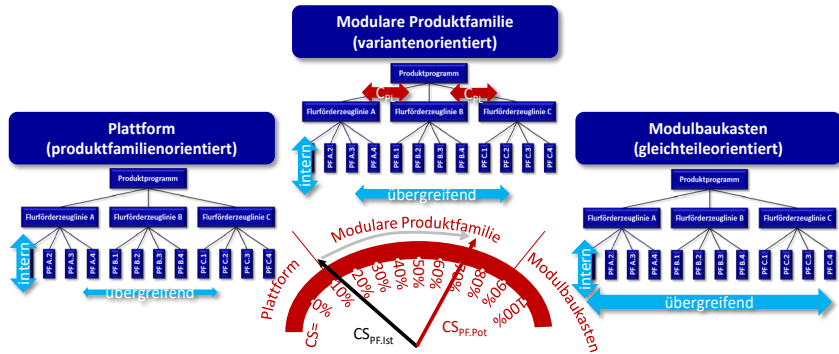 Modulare Produktfamilie
(variantenorientiert)
Produktprogramm
C_PL
C_PL
Flurförderzeuglinie A
Flurförderzeuglinie B
Flurförderzeuglinie C
intern
PF A.2
PF A.3
PF A.4
PF B.1
PF B.2
PF B.3
PF B.4
PF C.1
PF C.2
PF C.3
PF C.4
übergreifend
Plattform
(produktfamilienorientiert)
Produktprogramm
Flurförderzeuglinie A
Flurförderzeuglinie B
Flurförderzeuglinie C
intern
PF A.2
PF A.3
PF A.4
PF B.1
PF B.2
PF B.3
PF B.4
PF C.1
PF C.2
PF C.3
PF C.4
übergreifend
Modulbaukasten
(gleichteileorientiert)
Produktprogramm
Flurförderzeuglinie A
Flurförderzeuglinie B
Flurförderzeuglinie C
intern
PF A.2
PF A.3
PF A.4
PF B.1
PF B.2
PF B.3
PF B.4
PF C.1
PF C.2
PF C.3
PF C.4
übergreifend
Plattform
Modulare Produktfamilie
Modulbaukasten
CS=
0%
10%
20%
30%
40%
50%
60%
70%
80%
90%
100%
CS_PF.Ist
CS_PF.Pot